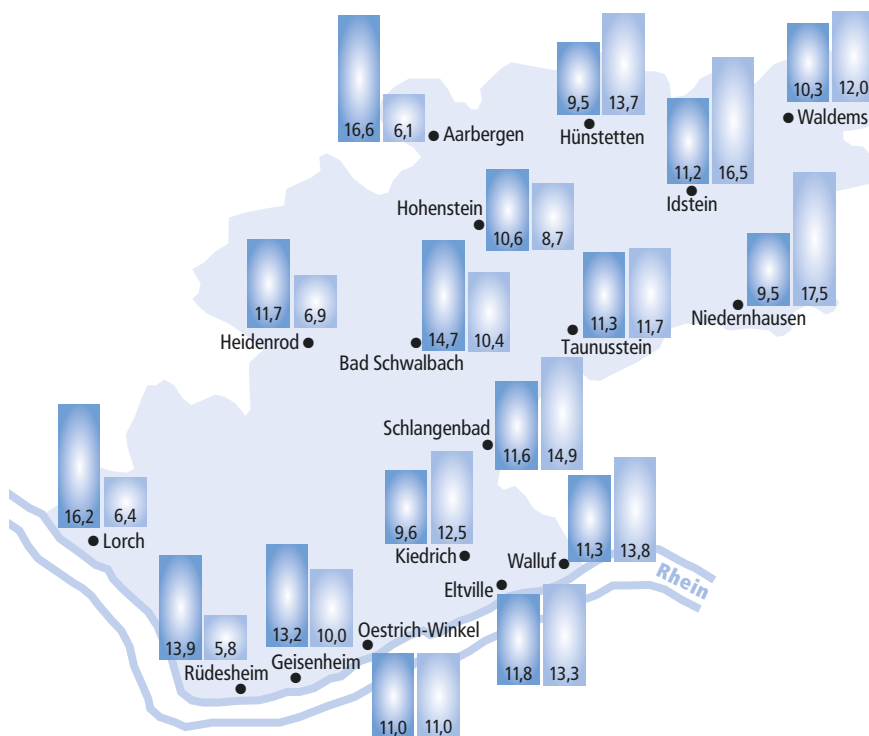 16,6 6,1
Aarbergen
9,5 13,7
Hünstetten
10,3 12,0
Waldems
11,2 16,5
Idstein
Hohenstein
10,6 8,7
11,7 6,9
Heidenrod
14,7 10,4
Bad Schwalbach
11,3 11,7
Taunusstein
9,5 17,5
Niedernhausen
Schlangenbad
11,6 14,9
16,2 6,4
Lorch
9,6 12,5
Kiedrich
Walluf
11,3 13,8
Rhein
Eltville
11,8 13,3
13,9 5,8
Rüdesheim
13,2 10,0
Geisenheim
Oestrich-Winkel
11,0 11,0